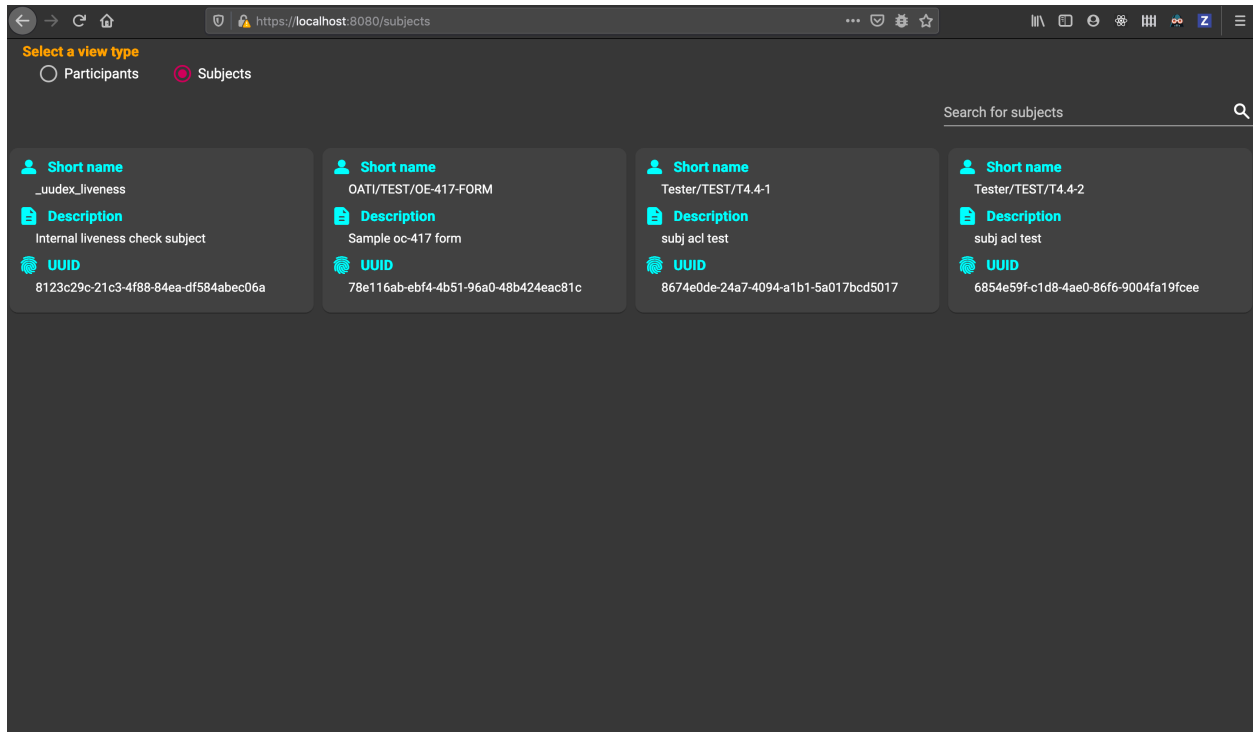 https://localhost:8080/subjects
Z
Select a view type
Participants Subjects
Search for subjects
Short name
_uudex_liveness
Description
Internal liveness check subject
UUID
8123c29c-21c3-4f88-84ea-df584abec06a
Short name
OATI/TEST/OE-417-FORM
Description
Sample oc-417 form
UUID
78e116ab-ebf4-4b51-96a0-48b424eac81c
Short name
Tester/TEST/T4.4-1
Description
subj acl test
UUID
8674e0de-24a7-4094-a1b1-5a017bcd5017
Short name
Tester/TEST/T4.4-2
Description
subj acl test
UUID
6854e59f-c1d8-4ae0-86f6-9004fa19fcee